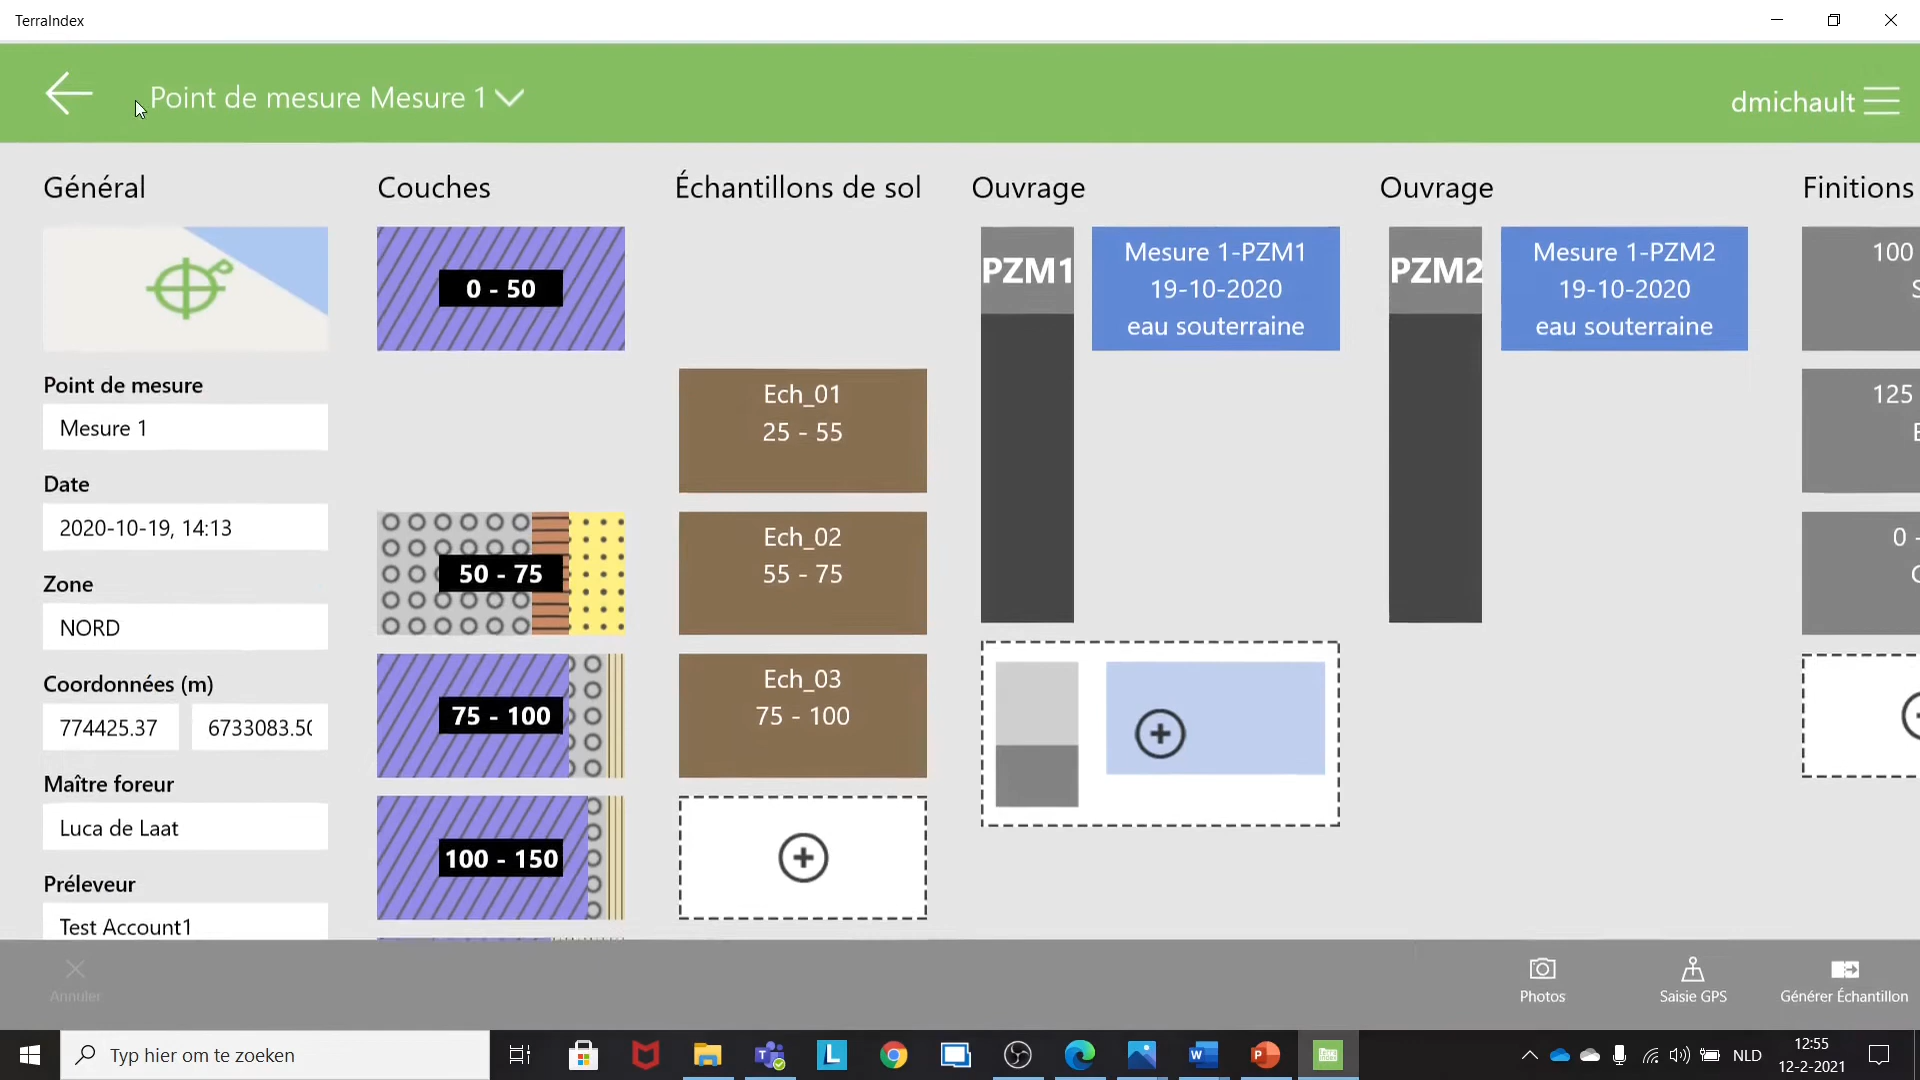 TerraIndex
Point de mesure Mesure 1
dmichault
Général
Couches
Échantillons de sol
Ouvrage
Ouvrage
Finitions
Point de mesure
Mesure 1
Date
2020-10-19, 14:13
Zone
NORD
Coordonnées (m)
774425.37
6733083.50
Maître foreur
Luca de Laat
Préleveur
Test Account1
0 - 50
50 - 75
75 - 100
100 - 150
Ech_01
25 - 55
Ech_02
55 - 75
Ech_03
75 - 100
PZM1
Mesure 1-PZM1
19-10-2020
eau souterraine
PZM2
Mesure 1-PZM2
19-10-2020
eau souterraine
100
125
0 -
Annuler
Photos
Saisie GPS
Générer Échantillon
Typ hier om te zoeken
NLD
12:55
12-2-2021